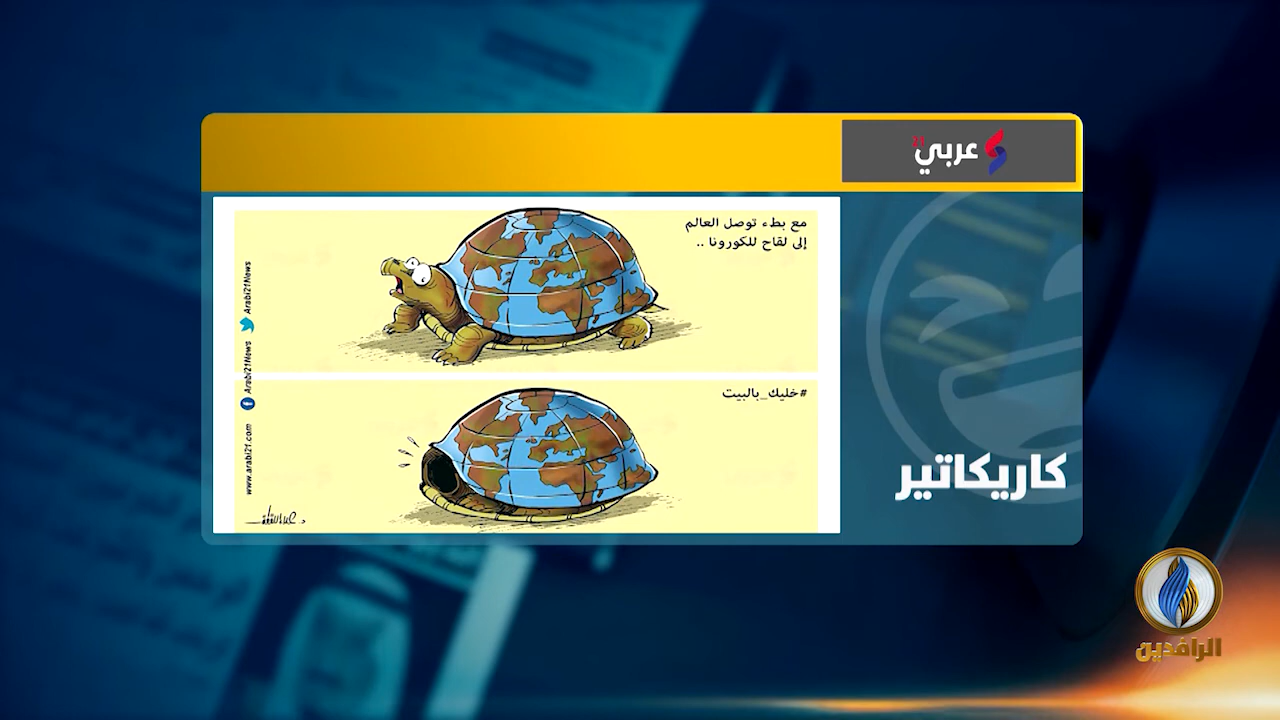 عربي21
مع بطء توصل العالم
إلى لقاح للكورونا ..
#خليك_بالبيت
Arabi21News
Arabi21News
www.arabi21.com
كاريكاتير
الرافدين